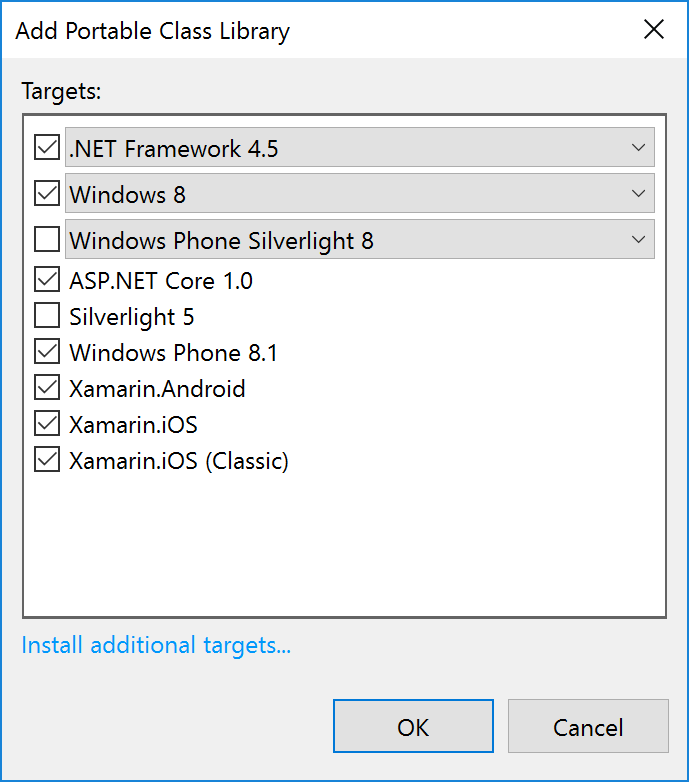 Add Portable Class Library
Targets:
.NET Framework 4.5
Windows 8
Windows Phone Silverlight 8
ASP.NET Core 1.0
Silverlight 5
Windows Phone 8.1
Xamarin.Android
Xamarin.iOS
Xamarin.iOS (Classic)
Install additional targets...
OK
Cancel